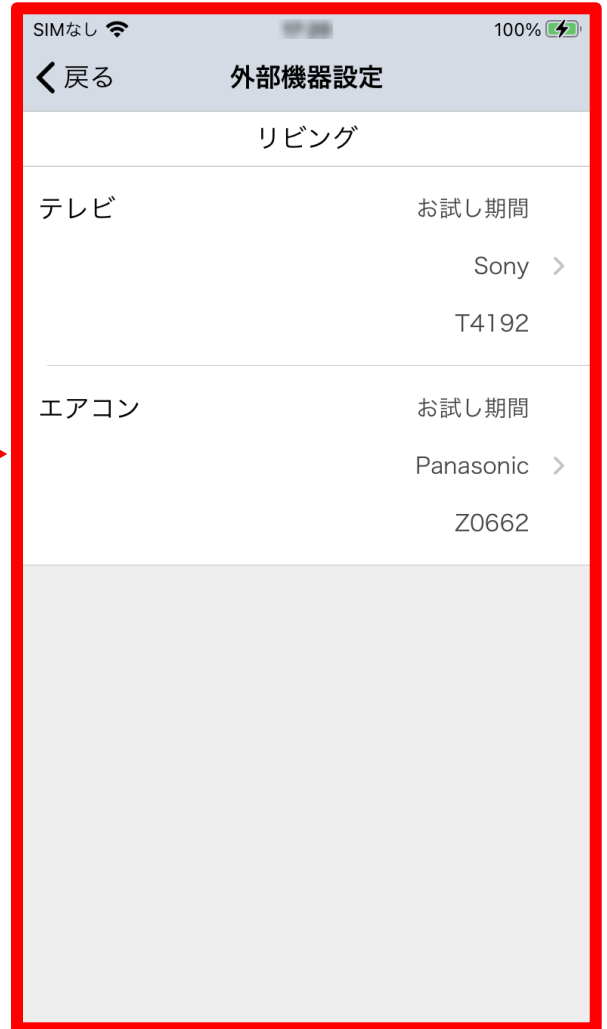 SIMなし 100%
戻る 外部機器設定
リビング
テレビ お試し期間
Sony
T4192
エアコン お試し期間
Panasonic
Z0662